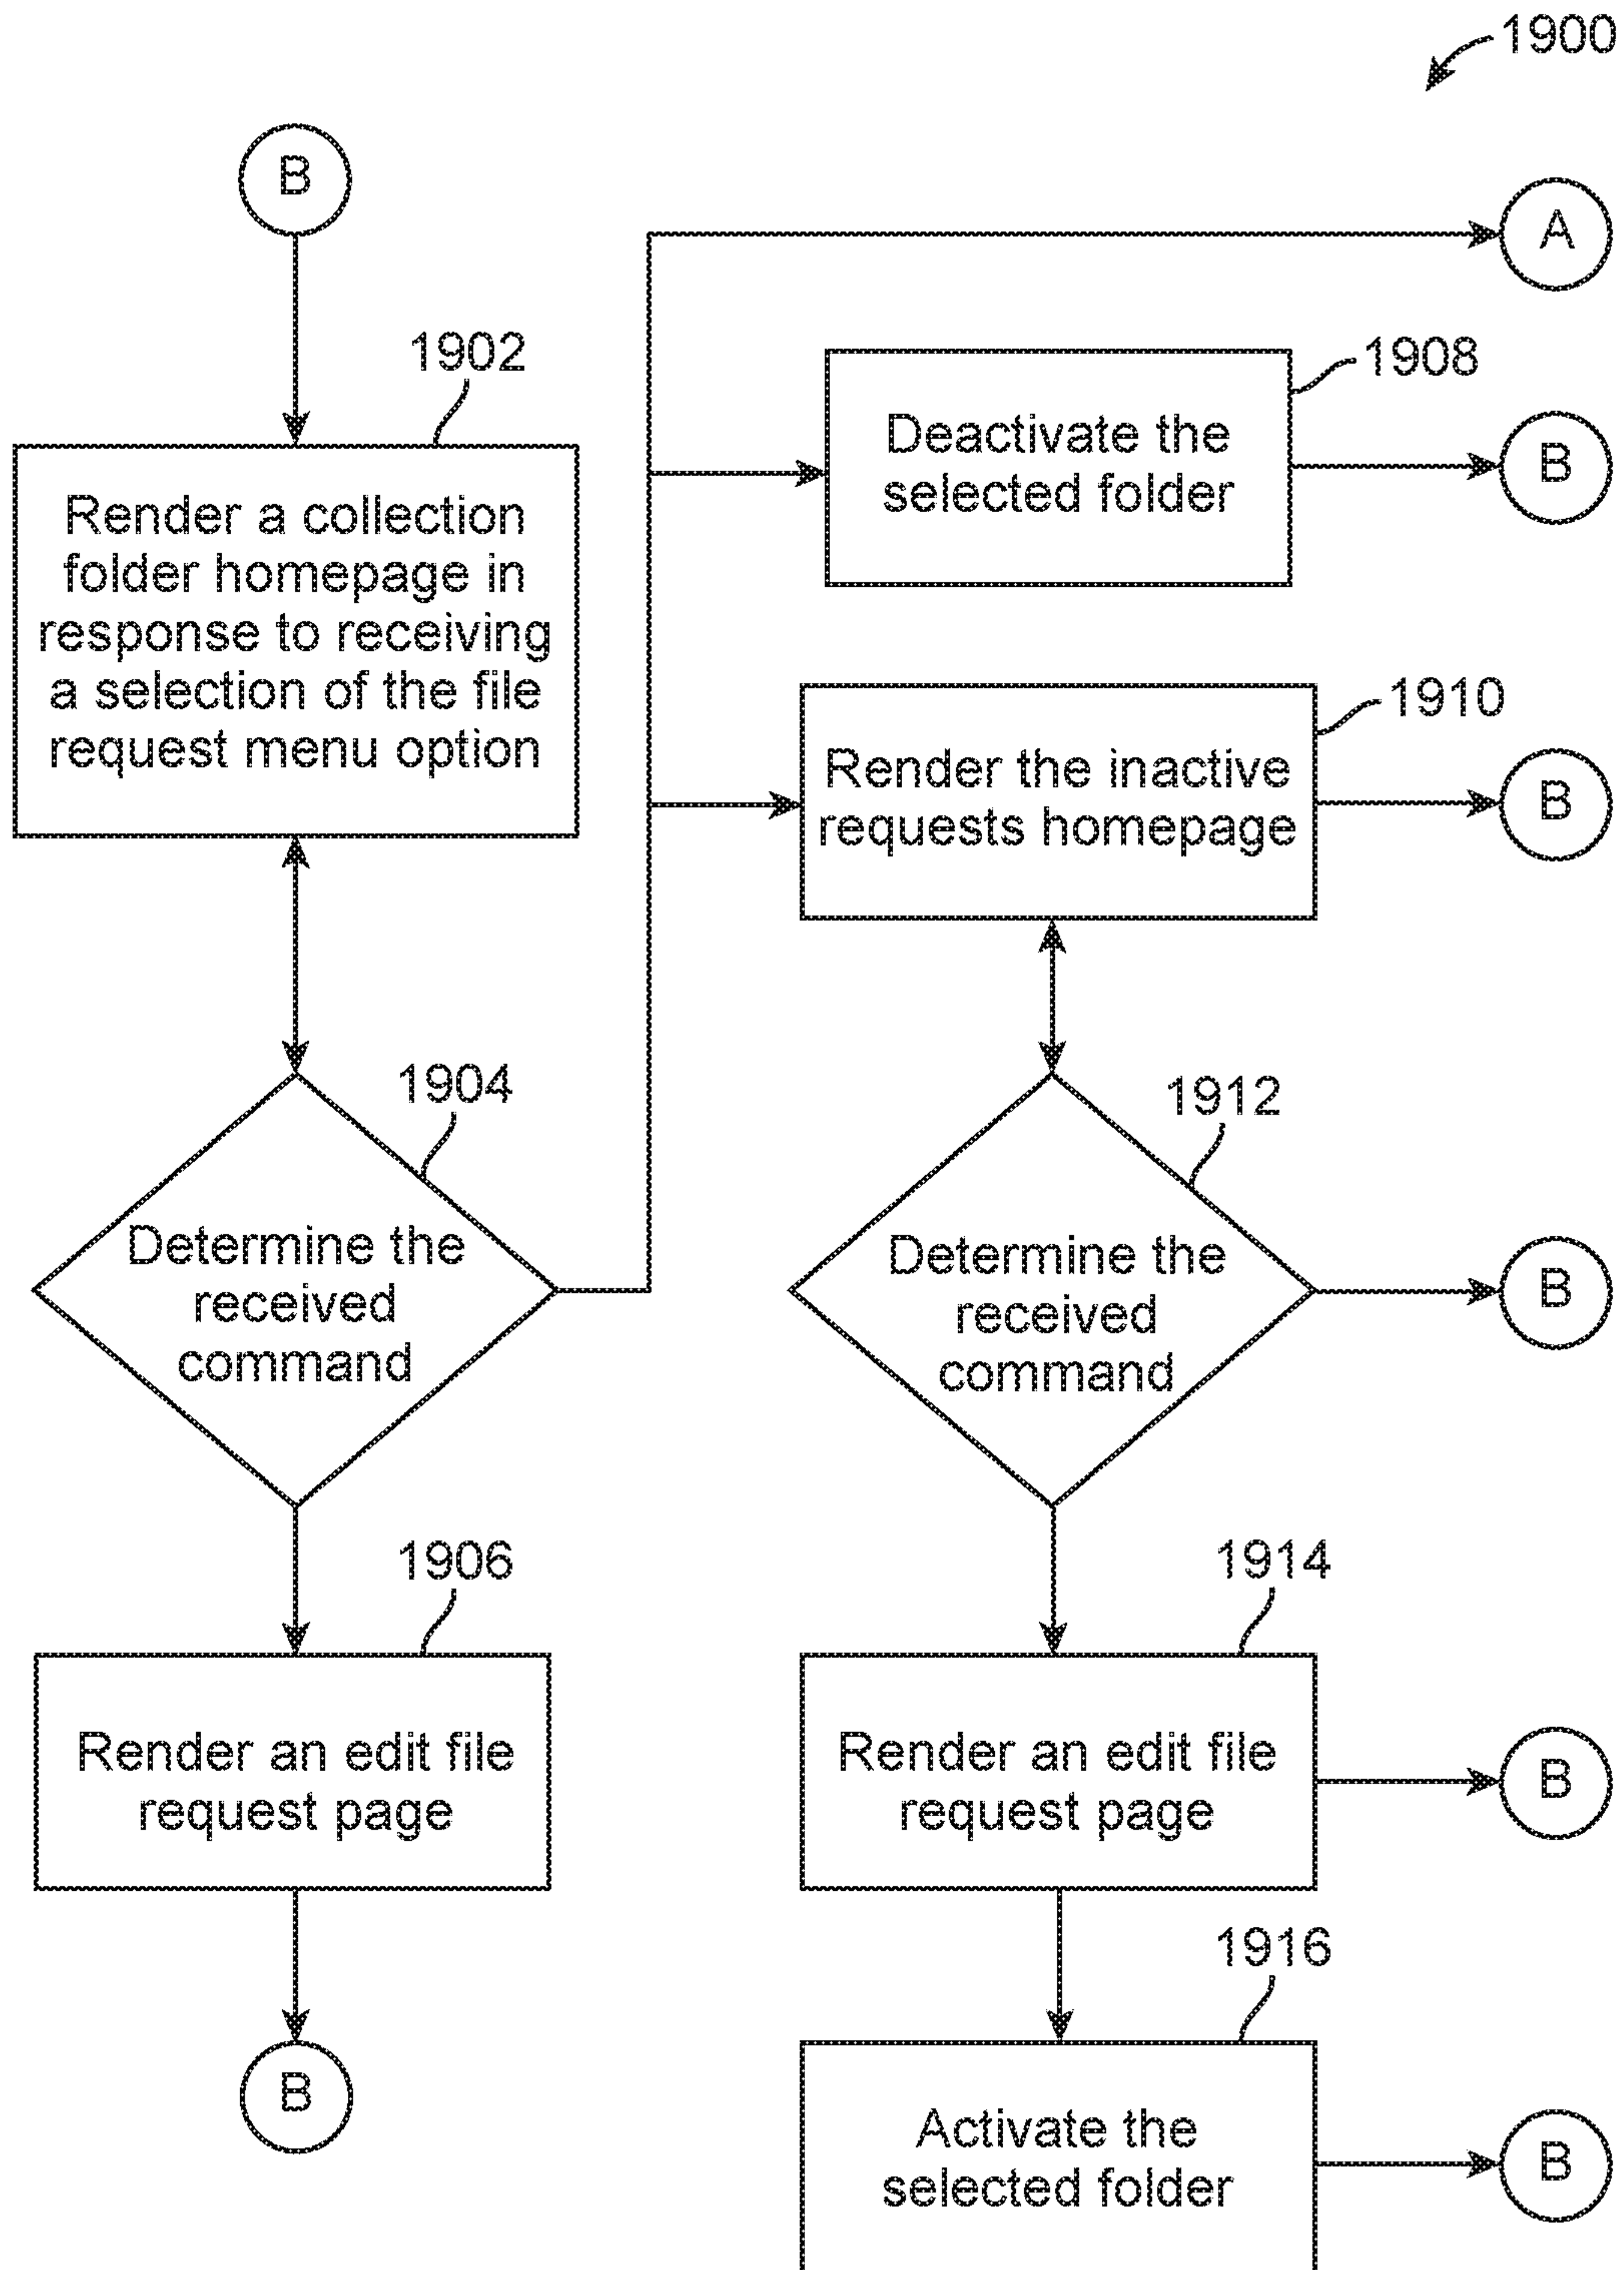 1900
B
A
1902
1908
Deactivate the
selected folder
B
Render a collection
folder homepage in
response to receiving
a selection of the file
request menu option
1910
Render the inactive
requests homepage
B
1904
Determine the
received
command
1912
Determine the
received
command
B
1906
Render an edit file
request page
B
1914
Render an edit file
request page
B
1916
Activate the
selected folder
B